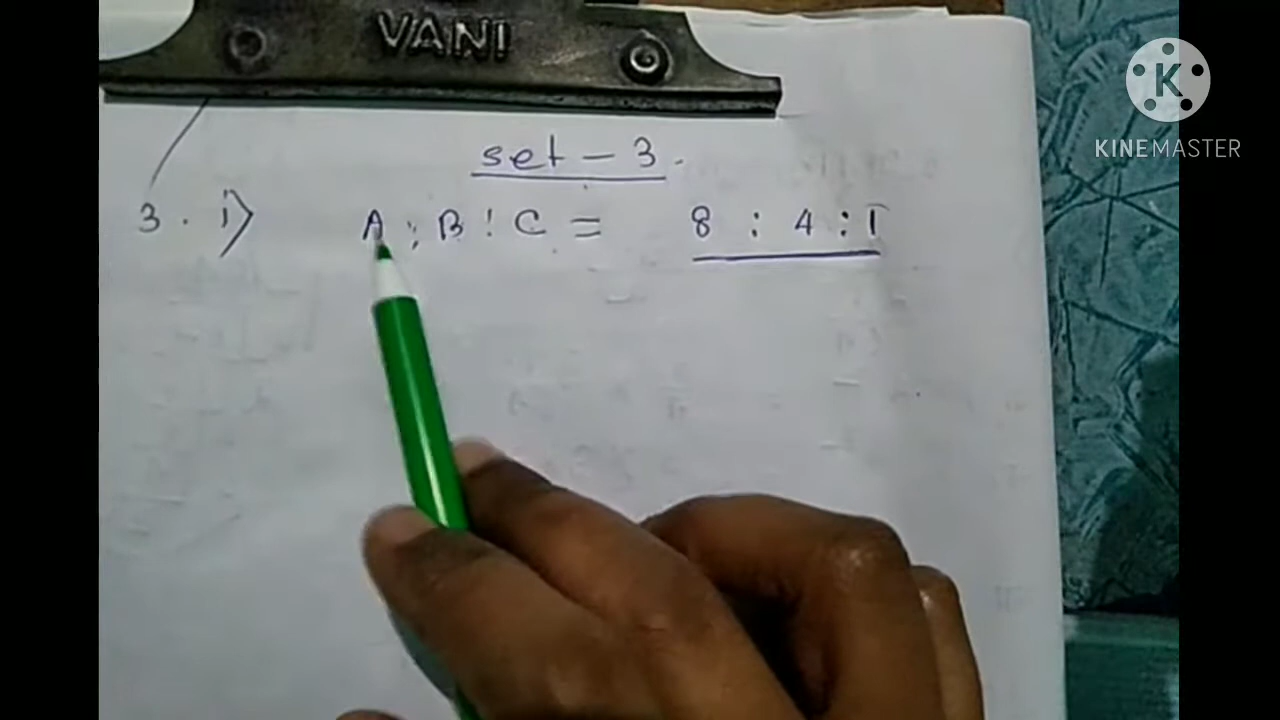 VANI
K
KINEMASTER
set - 3.
3. i) A : B : C = 8 : 4 : 1